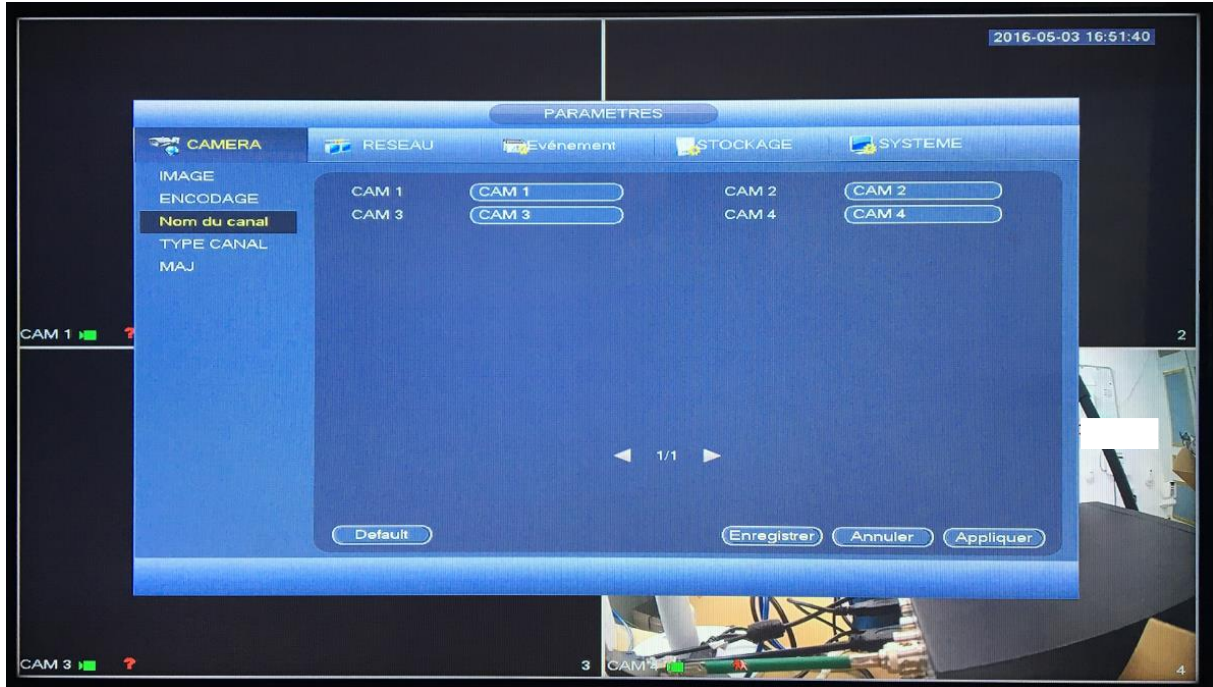 2016-05-03 16:51:40
PARAMETRES
CAMERA RESEAU Evénement STOCKAGE SYSTEME
IMAGE
ENCODAGE
Nom du canal
TYPE CANAL
MAJ
CAM 1 CAM 1 CAM 2 CAM 2
CAM 3 CAM 3 CAM 4 CAM 4
1/1
Default Enregistrer Annuler Appliquer
CAM 1 ? 2
CAM 3 ? 3 CAM 4 4